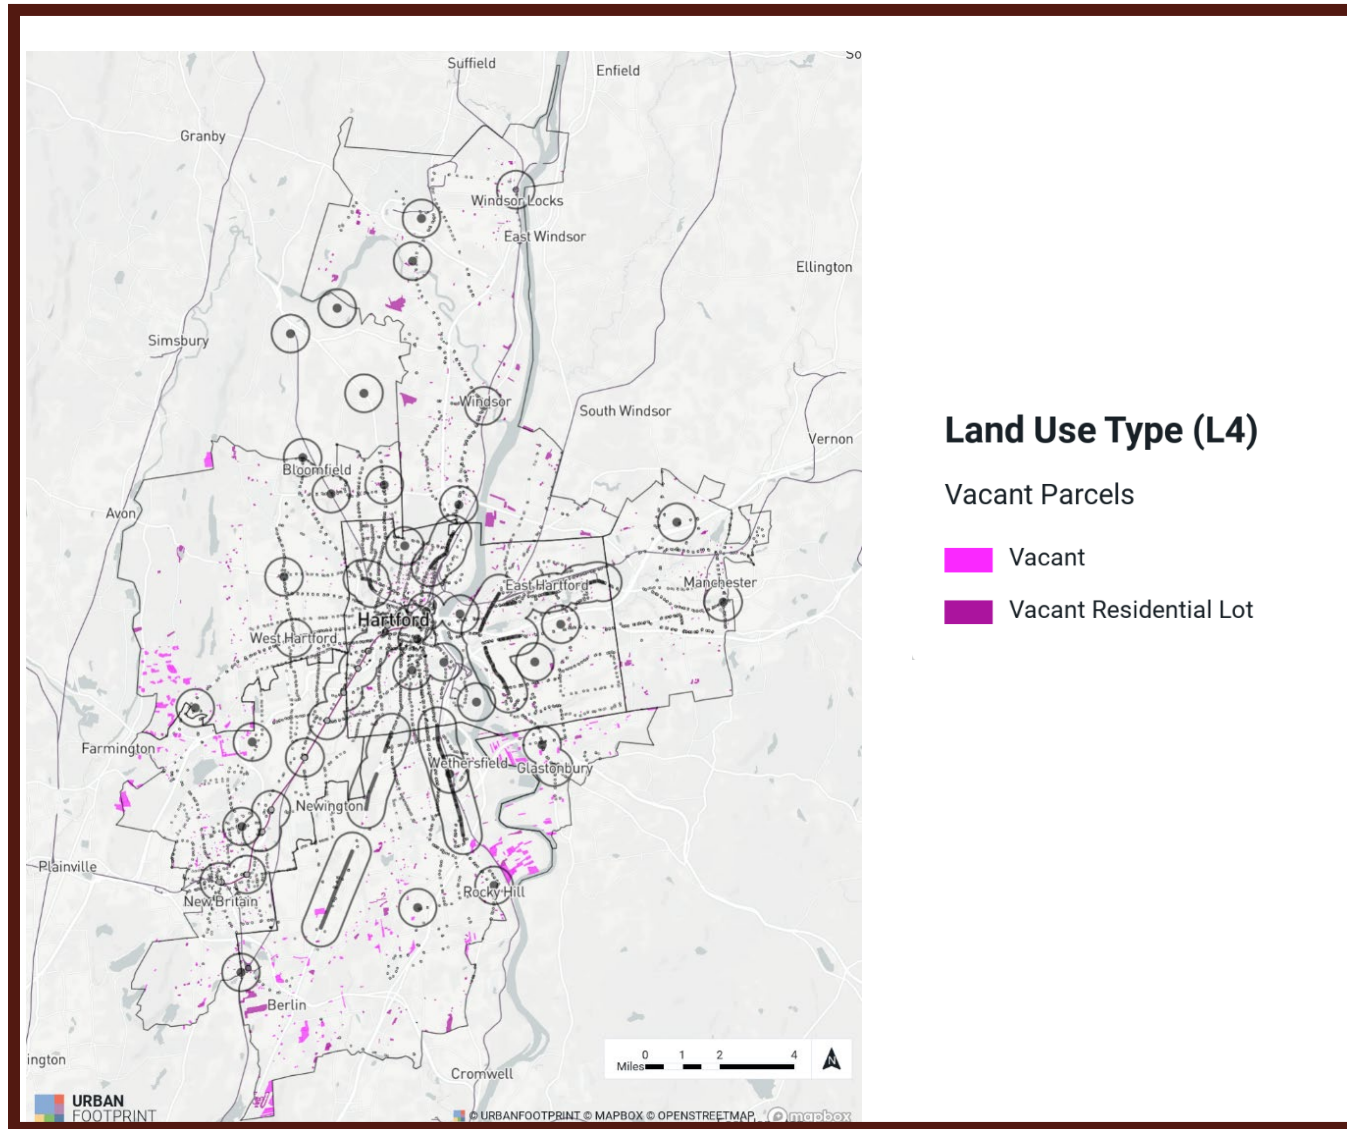 Suffield
Enfield
So
Granby
Windsor Locks
East Windsor
Ellington
Simsbury
Windsor
South Windsor
Vernon
Bloomfield
Avon
East Hartford
Manchester
Hartford
West Hartford
Farmington
Wethersfield
Glastonbury
Newington
Plainville
Rocky Hill
New Britain
Berlin
ington
Cromwell
0 1 2 4
Miles
N
URBAN
FOOTPRINT
© URBANFOOTPRINT © MAPBOX © OPENSTREETMAP
mapbox
Land Use Type (L4)
Vacant Parcels
Vacant
Vacant Residential Lot